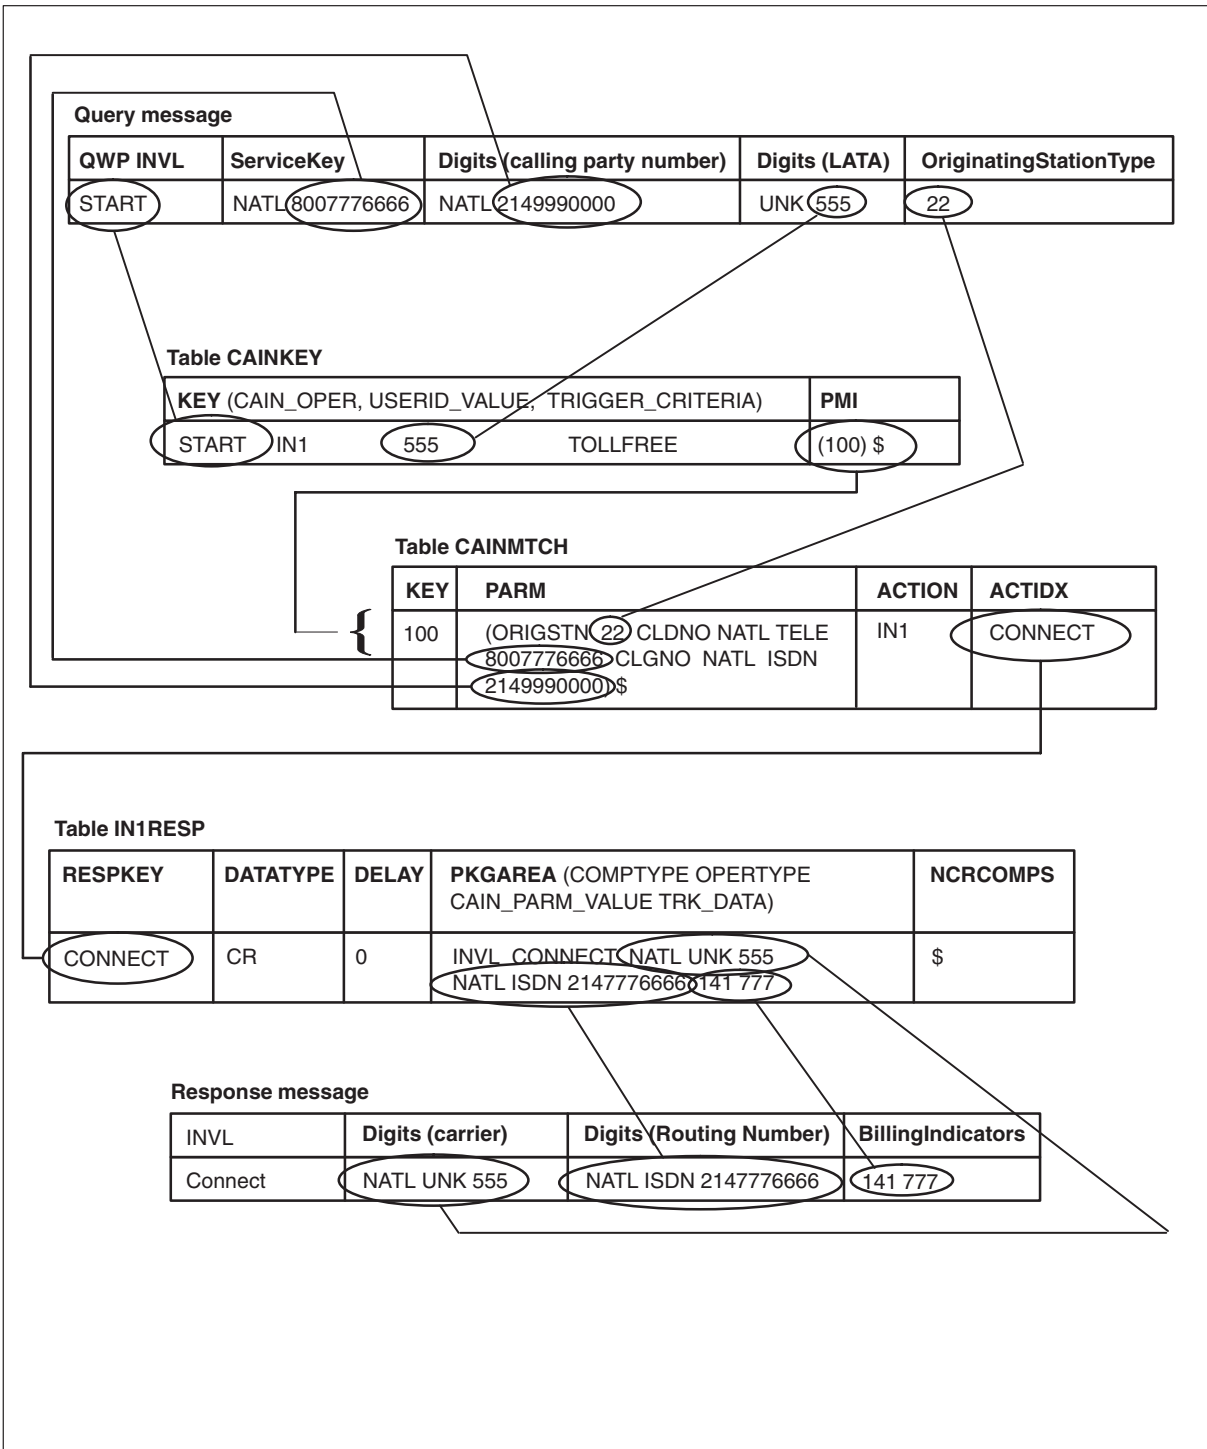 Query message
QWP INVL ServiceKey Digits (calling party number) Digits (LATA) OriginatingStationType
START NATL 8007776666 NATL 2149990000 UNK 555 22
Table CAINKEY
KEY (CAIN_OPER, USERID_VALUE, TRIGGER_CRITERIA) PMI
START IN1 555 TOLLFREE (100) $
Table CAINMTCH
KEY PARM ACTION ACTIDX
100 (ORIGSTN 22 CLDNO NATL TELE IN1 CONNECT
8007776666 CLGNO NATL ISDN
2149990000) $
Table IN1RESP
RESPKEY DATATYPE DELAY PKGAREA (COMPTYPE OPERTYPE NCRCOMPS
CAIN_PARM_VALUE TRK_DATA)
CONNECT CR 0 INVL CONNECT NATL UNK 555 $
NATL ISDN 2147776666 141 777
Response message
INVL Digits (carrier) Digits (Routing Number) BillingIndicators
Connect NATL UNK 555 NATL ISDN 2147776666 141 777